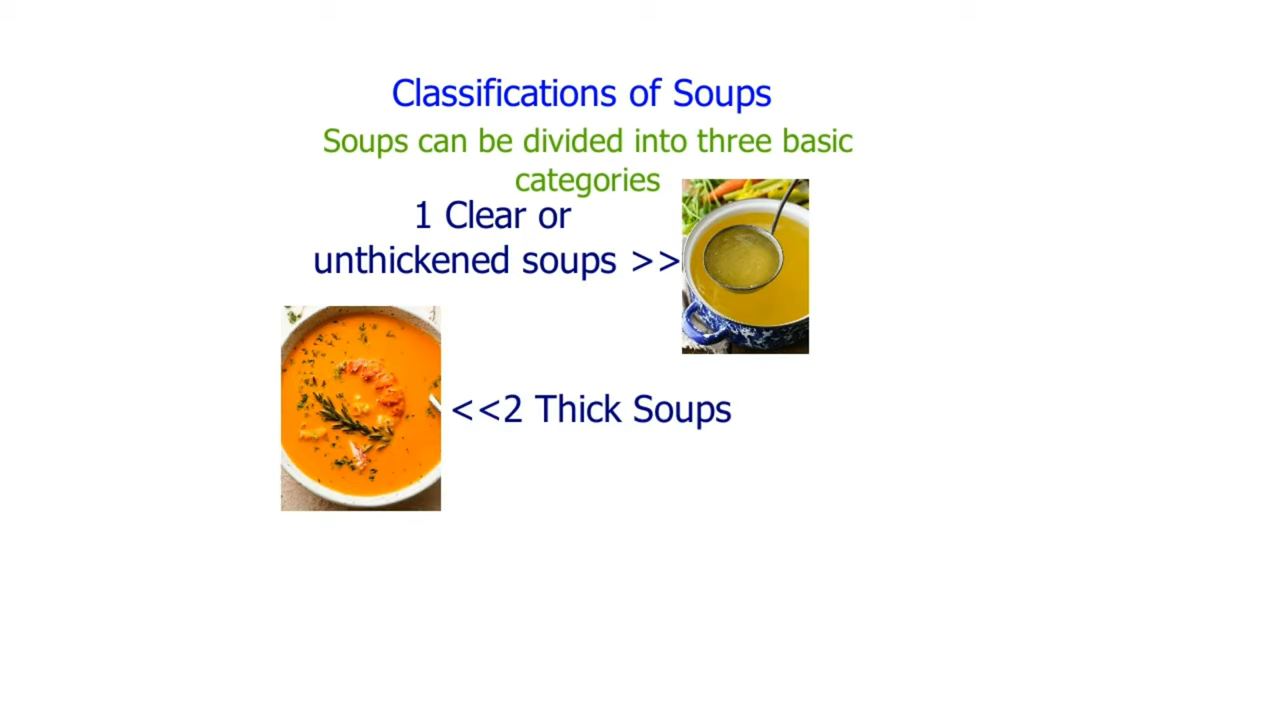 Classifications of Soups
Soups can be divided into three basic
categories
1 Clear or
unthickened soups >>
<<2 Thick Soups